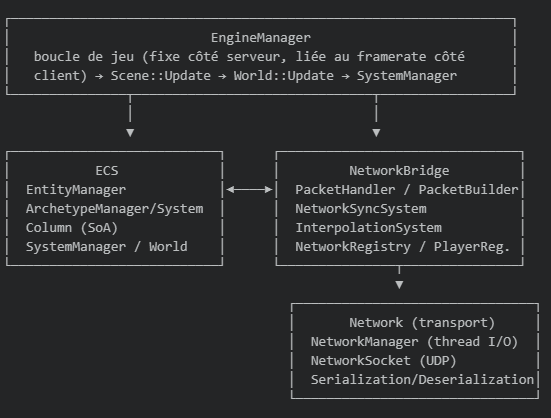 EngineManager
boucle de jeu (fixe côté serveur, liée au framerate côté
client) → Scene::Update → World::Update → SystemManager
ECS
EntityManager
ArchetypeManager/System
Column (SoA)
SystemManager / World
NetworkBridge
PacketHandler / PacketBuilder
NetworkSyncSystem
InterpolationSystem
NetworkRegistry / PlayerReg.
Network (transport)
NetworkManager (thread I/O)
NetworkSocket (UDP)
Serialization/Deserialization